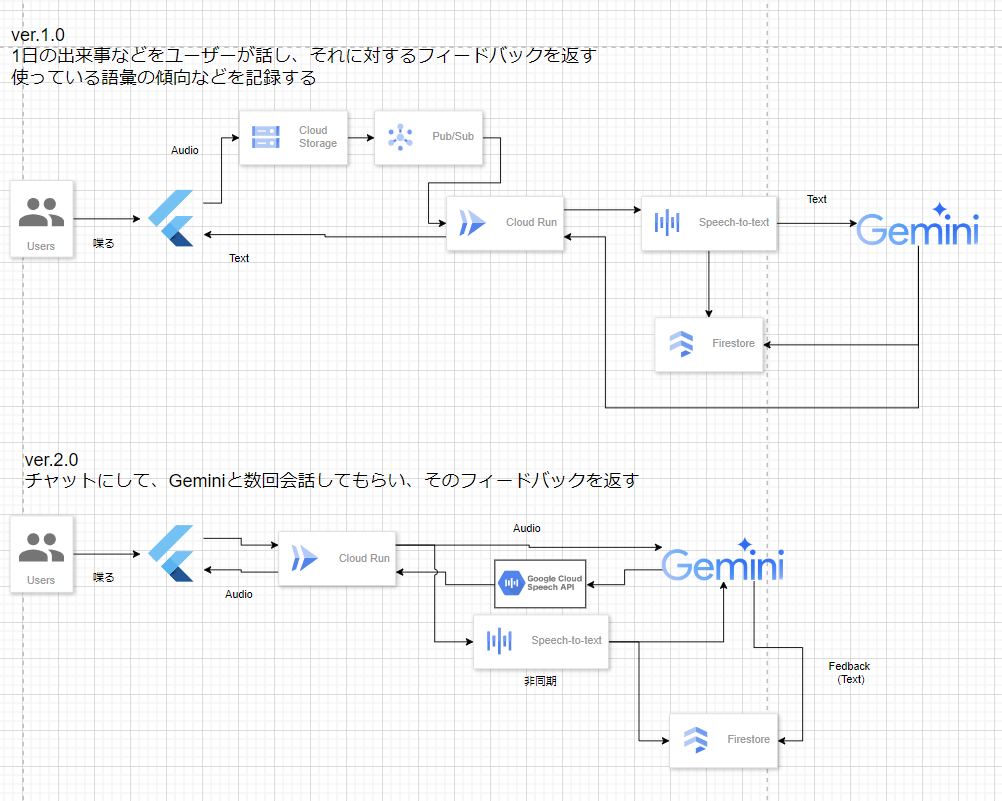 ver.1.0
1日の出来事などをユーザーが話し、それに対するフィードバックを返す
使っている語彙の傾向などを記録する
Audio
Cloud
Storage
Pub/Sub
Users
喋る
Text
Cloud Run
Speech-to-text
Text
Gemini
Firestore
ver.2.0
チャットにして、Geminiと数回会話してもらい、そのフィードバックを返す
Users
喋る
Audio
Cloud Run
Audio
Google Cloud
Speech API
Gemini
Speech-to-text
非同期
Fedback
(Text)
Firestore